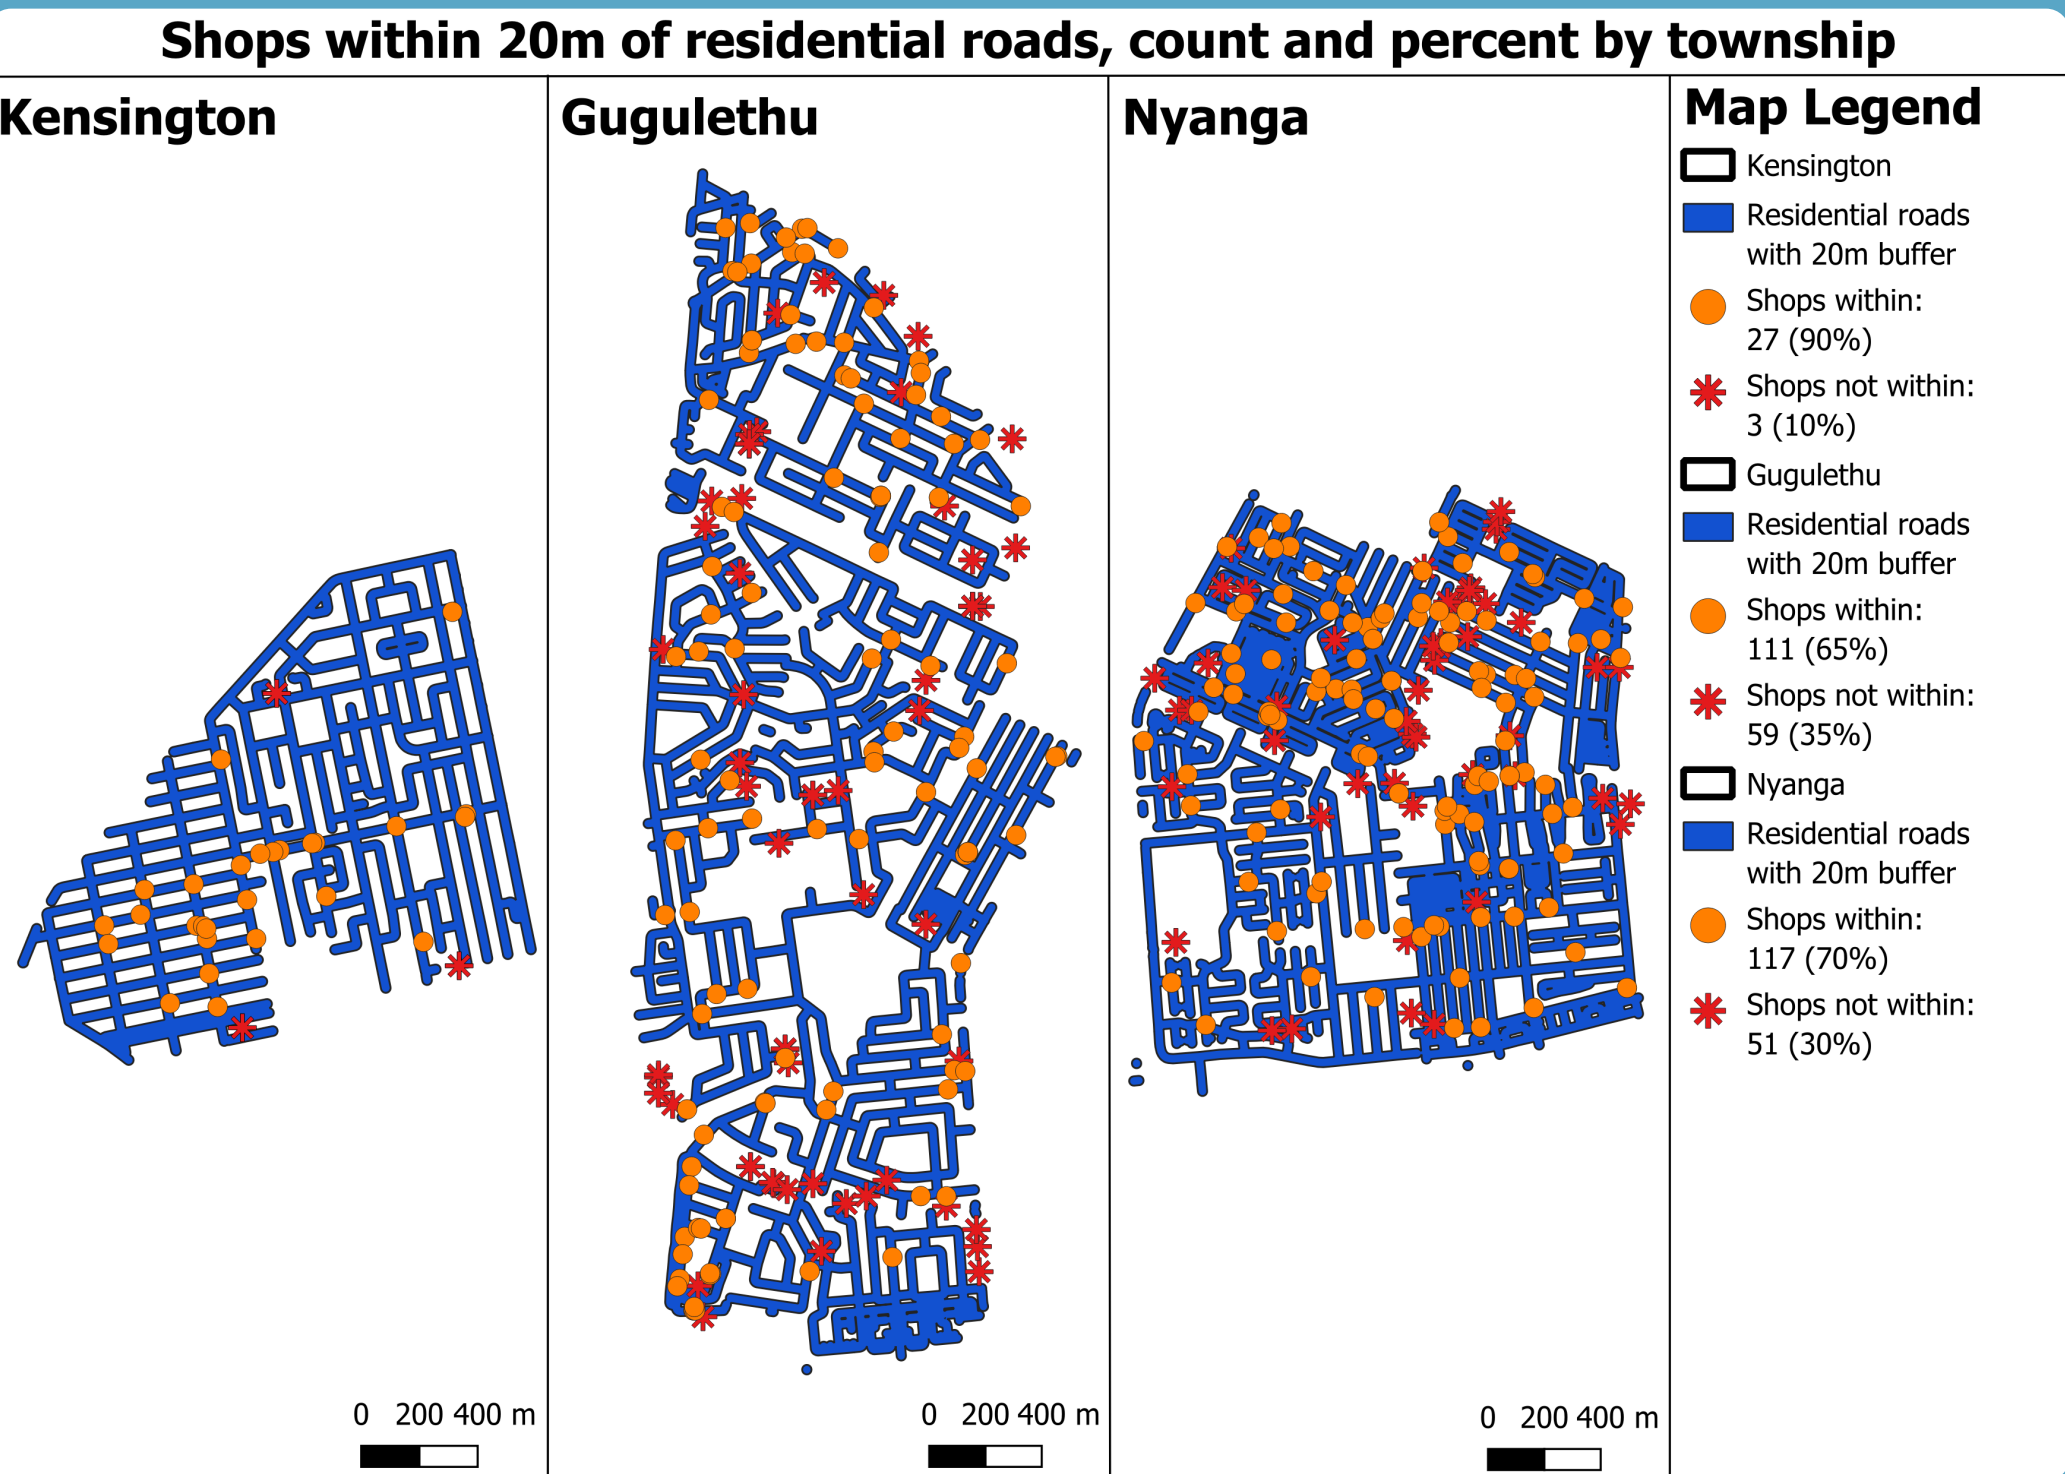 Shops within 20m of residential roads, count and percent by township
Kensington
0 200 400 m
Gugulethu
0 200 400 m
Nyanga
0 200 400 m
Map Legend
Kensington
Residential roads
with 20m buffer
Shops within:
27 (90%)
Shops not within:
3 (10%)
Gugulethu
Residential roads
with 20m buffer
Shops within:
111 (65%)
Shops not within:
59 (35%)
Nyanga
Residential roads
with 20m buffer
Shops within:
117 (70%)
Shops not within:
51 (30%)